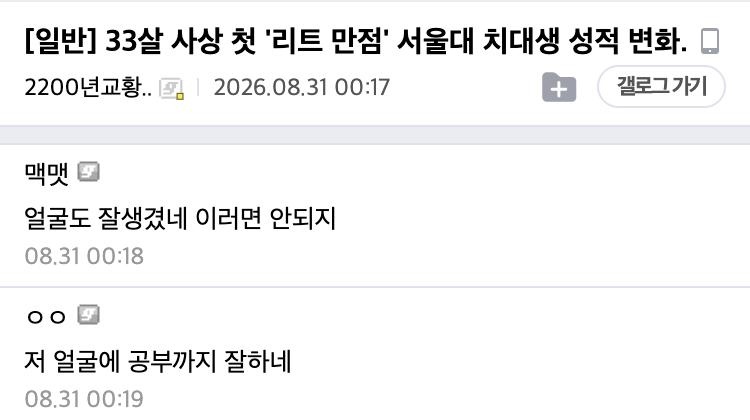 [일반] 33살 사상 첫 '리트 만점' 서울대 치대생 성적 변화.
2200년교황.. 2026.08.31 00:17 갤로그 가기
맥맷
얼굴도 잘생겼네 이러면 안되지
08.31 00:18
ㅇㅇ
저 얼굴에 공부까지 잘하네
08.31 00:19